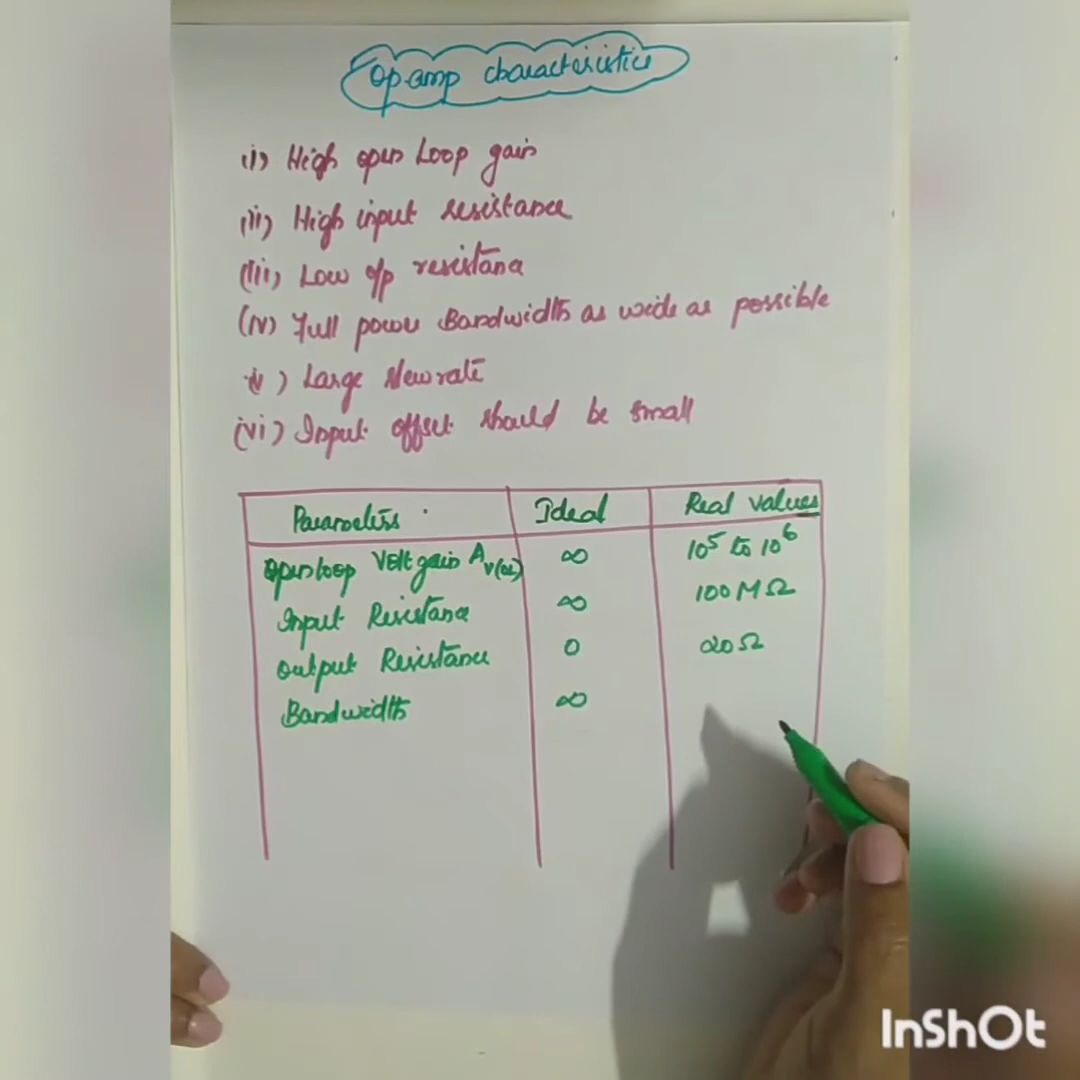 Op-amp characteristics
(i) High open Loop gain
(ii) High input resistance
(iii) Low o/p resistance
(iv) Full power Bandwidth as wide as possible
v) Large slew rate
(vi) Input offset should be small
Parameters Ideal Real values
Open loop Volt gain Av(OL) ∞ 10⁵ to 10⁶
Input Resistance ∞ 100 MΩ
Output Resistance 0 20Ω
Bandwidth ∞
InShOt